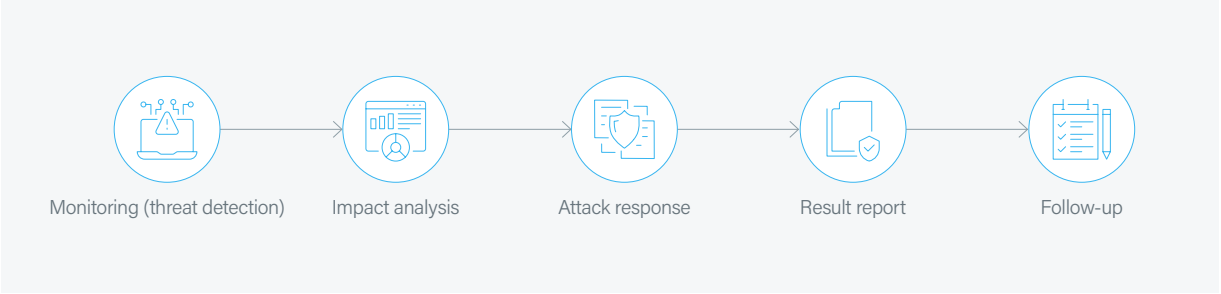 Monitoring (threat detection)
Impact analysis
Attack response
Result report
Follow-up